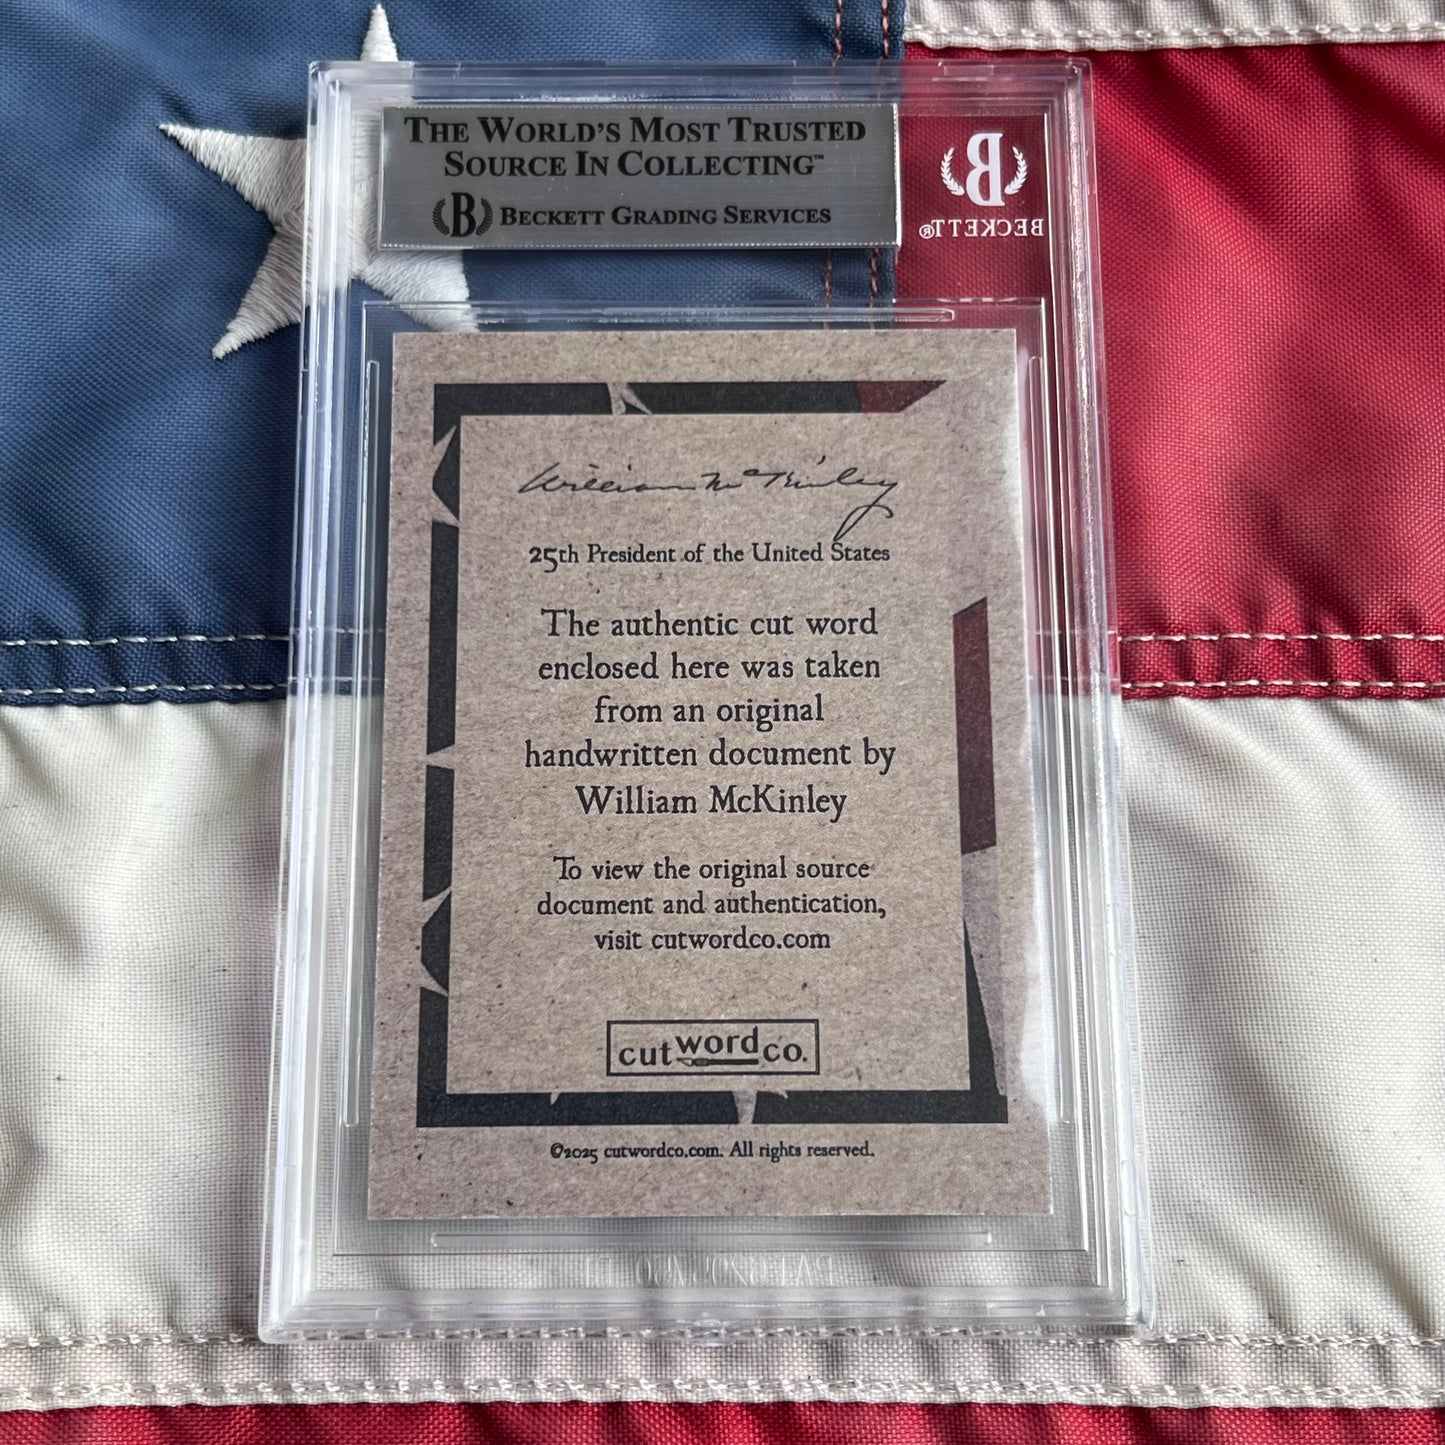 THE WORLD'S MOST TRUSTED
SOURCE IN COLLECTING™
B BECKETT GRADING SERVICES
B
BECKETT®
William McKinley
25th President of the United States
The authentic cut word
enclosed here was taken
from an original
handwritten document by
William McKinley
To view the original source
document and authentication,
visit cutwordco.com
cut word co.
©2025 cutwordco.com. All rights reserved.